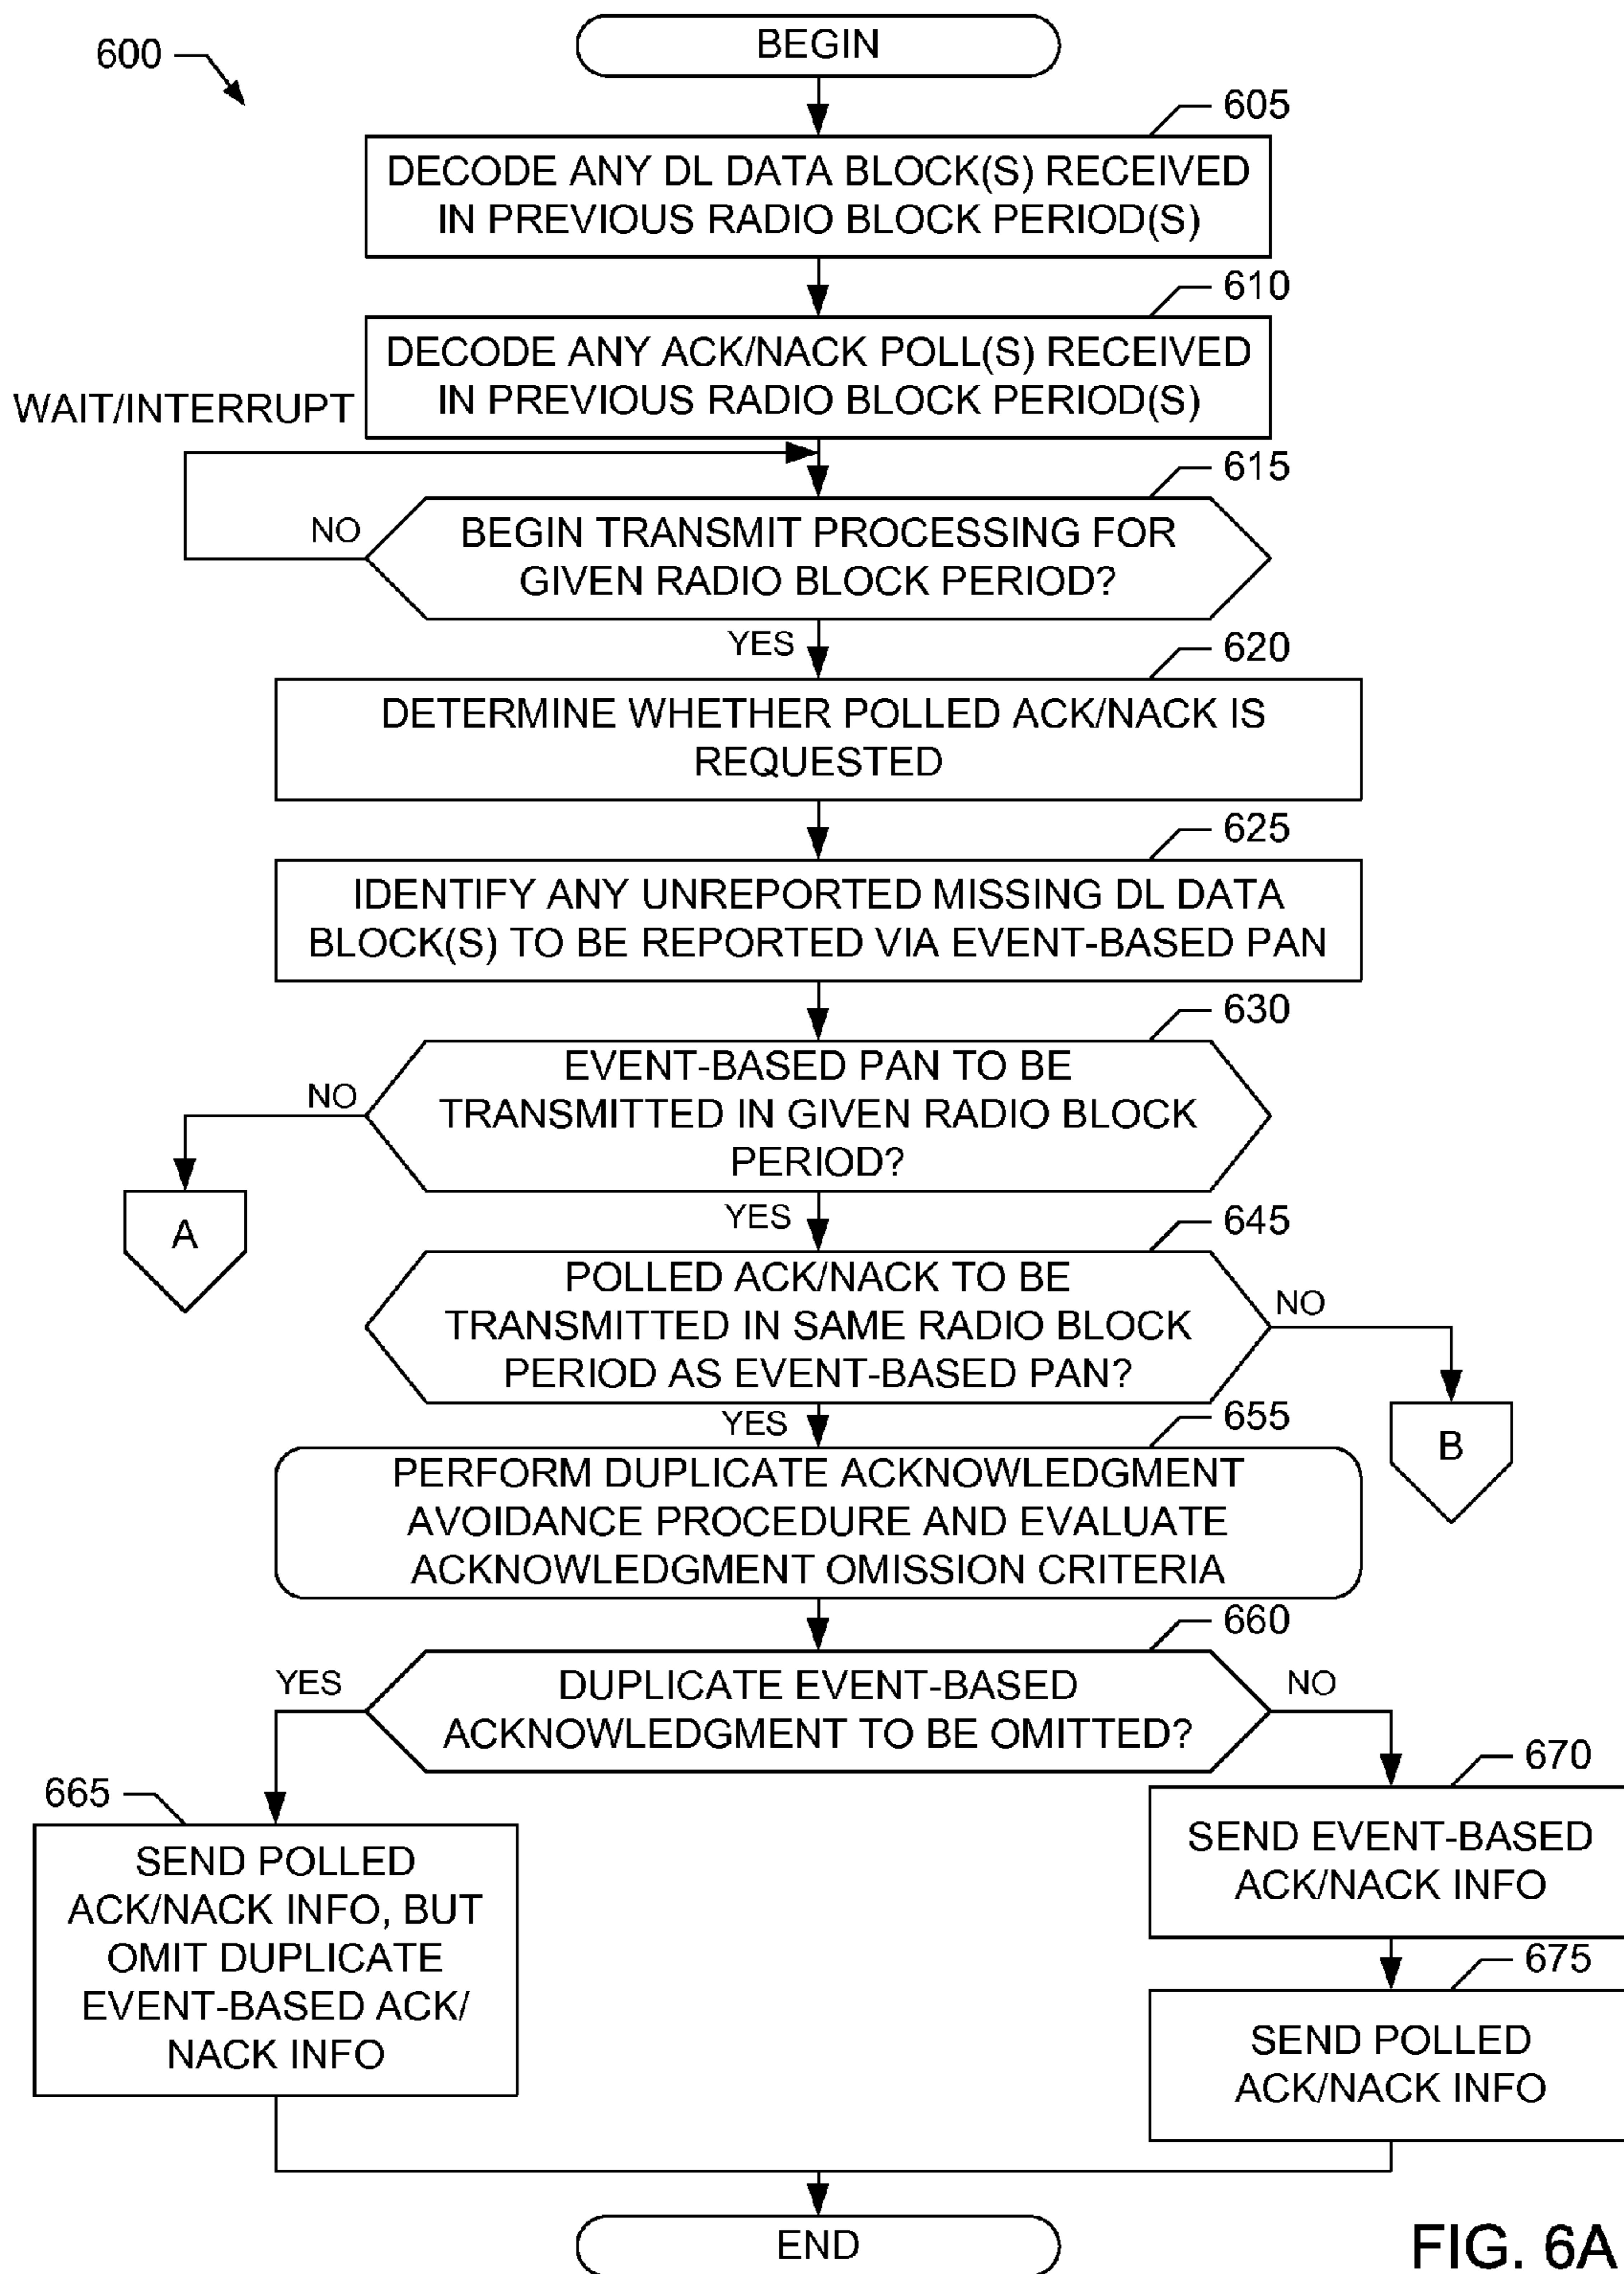 600
BEGIN
605
DECODE ANY DL DATA BLOCK(S) RECEIVED
IN PREVIOUS RADIO BLOCK PERIOD(S)
610
DECODE ANY ACK/NACK POLL(S) RECEIVED
IN PREVIOUS RADIO BLOCK PERIOD(S)
WAIT/INTERRUPT
615
NO
BEGIN TRANSMIT PROCESSING FOR
GIVEN RADIO BLOCK PERIOD?
YES
620
DETERMINE WHETHER POLLED ACK/NACK IS
REQUESTED
625
IDENTIFY ANY UNREPORTED MISSING DL DATA
BLOCK(S) TO BE REPORTED VIA EVENT-BASED PAN
630
NO
EVENT-BASED PAN TO BE
TRANSMITTED IN GIVEN RADIO BLOCK
PERIOD?
A
YES
645
POLLED ACK/NACK TO BE
TRANSMITTED IN SAME RADIO BLOCK
PERIOD AS EVENT-BASED PAN?
NO
B
YES
655
PERFORM DUPLICATE ACKNOWLEDGMENT
AVOIDANCE PROCEDURE AND EVALUATE
ACKNOWLEDGMENT OMISSION CRITERIA
660
YES
DUPLICATE EVENT-BASED
ACKNOWLEDGMENT TO BE OMITTED?
NO
665
SEND POLLED
ACK/NACK INFO, BUT
OMIT DUPLICATE
EVENT-BASED ACK/
NACK INFO
670
SEND EVENT-BASED
ACK/NACK INFO
675
SEND POLLED
ACK/NACK INFO
END
FIG. 6A